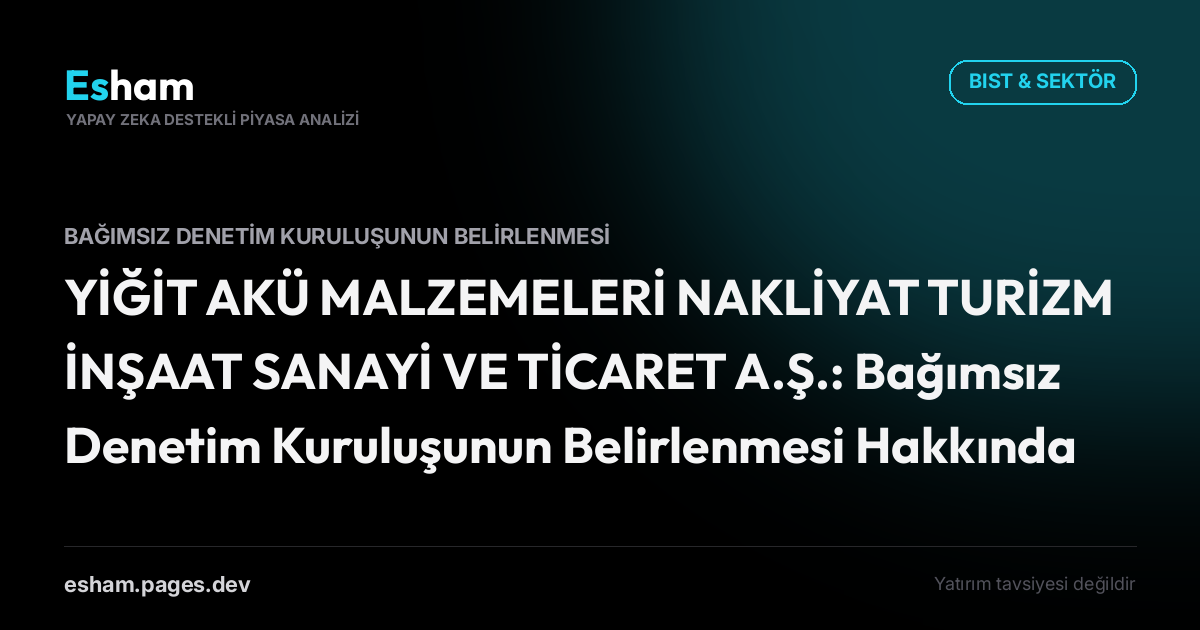 Esham
YAPAY ZEKA DESTEKLİ PİYASA ANALİZİ
BIST & SEKTÖR
BAĞIMSIZ DENETİM KURULUŞUNUN BELİRLENMESİ
YİĞİT AKÜ MALZEMELERİ NAKLİYAT TURİZM
İNŞAAT SANAYİ VE TİCARET A.Ş.: Bağımsız
Denetim Kuruluşunun Belirlenmesi Hakkında
esham.pages.dev
Yatırım tavsiyesi değildir